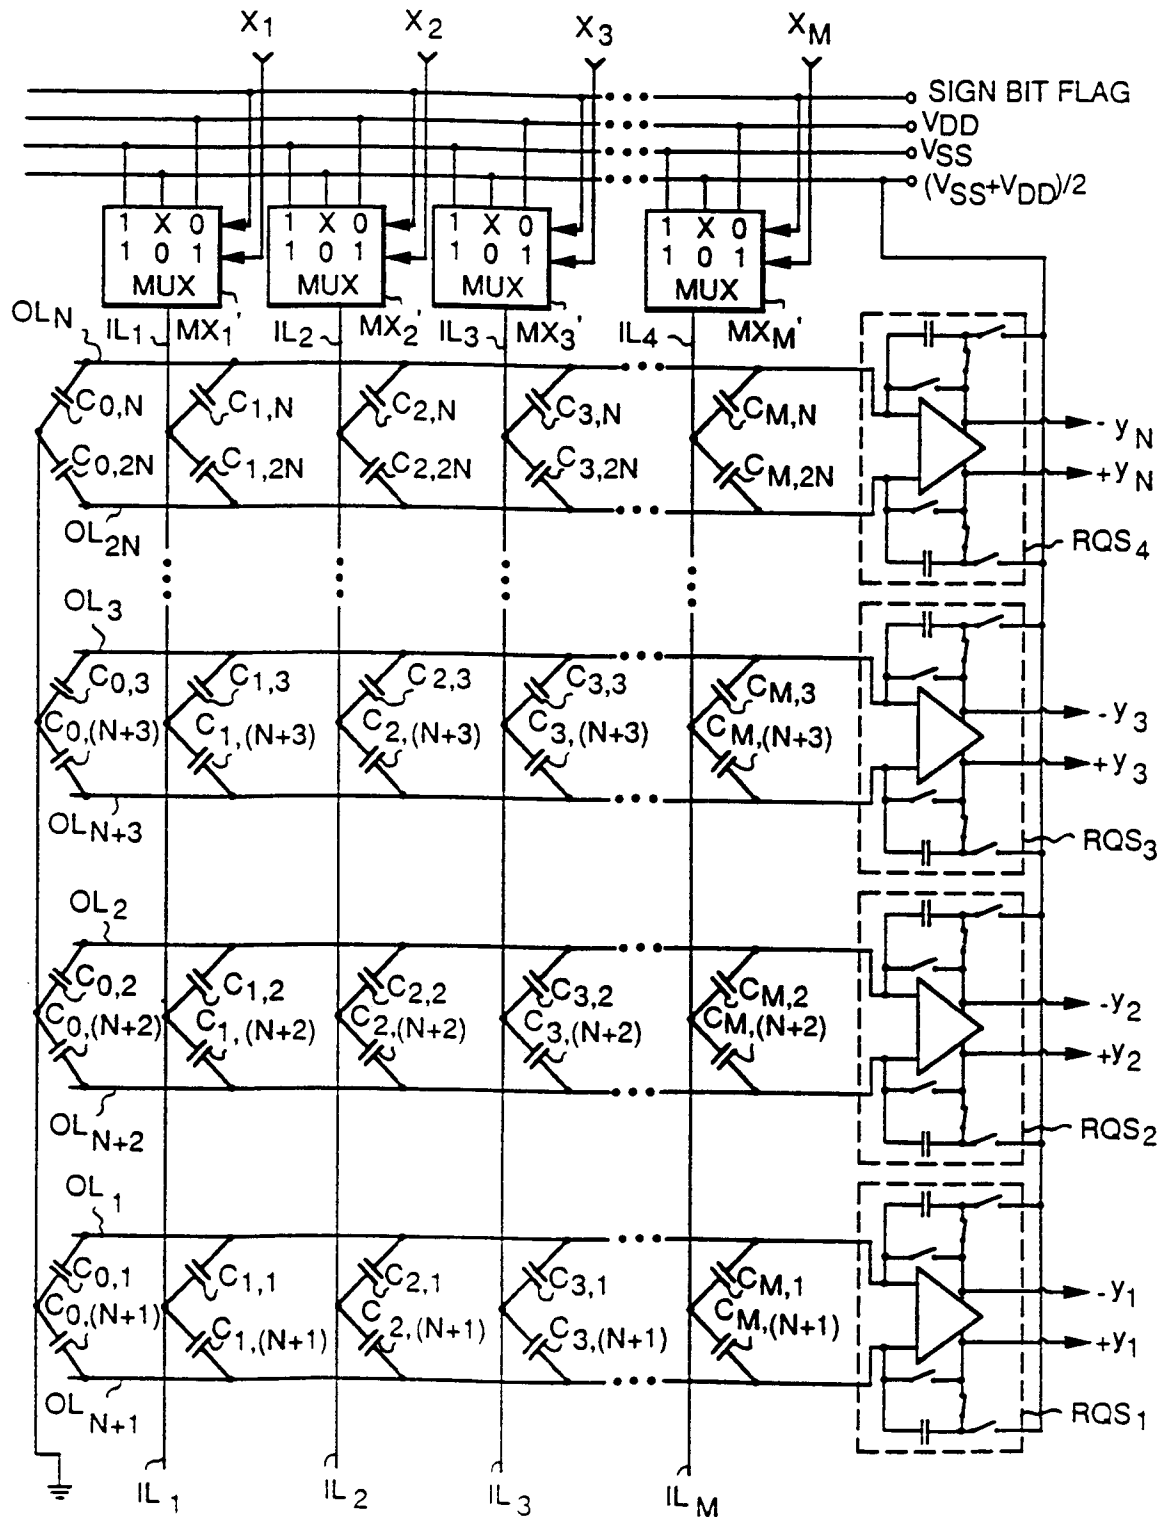 X1 X2 X3 XM
SIGN BIT FLAG
VDD
VSS
(VSS+VDD)/2
1 X 0 1 X 0 1 X 0 1 X 0
1 0 1 1 0 1 1 0 1 1 0 1
MUX MUX MUX MUX
OLN IL1 MX1' IL2 MX2' IL3 MX3' IL4 MXM'
C0,N C1,N C2,N C3,N CM,N
-yN
C0,2N C1,2N C2,2N C3,2N CM,2N
+yN
OL2N
RQS4
OL3
C0,3 C1,3 C2,3 C3,3 CM,3
-y3
C0,(N+3) C1,(N+3) C2,(N+3) C3,(N+3) CM,(N+3)
+y3
OLN+3
RQS3
OL2
C0,2 C1,2 C2,2 C3,2 CM,2
-y2
C0,(N+2) C1,(N+2) C2,(N+2) C3,(N+2) CM,(N+2)
+y2
OLN+2
RQS2
OL1
C0,1 C1,1 C2,1 C3,1 CM,1
-y1
C0,(N+1) C1,(N+1) C2,(N+1) C3,(N+1) CM,(N+1)
+y1
OLN+1
RQS1
IL1 IL2 IL3 ILM